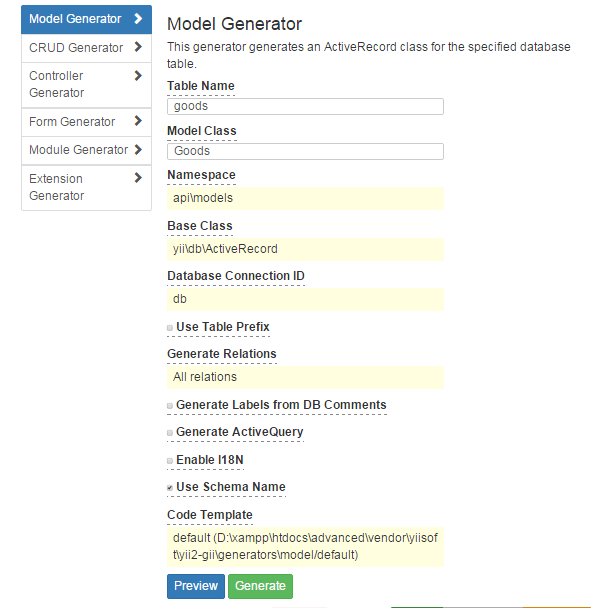 Model Generator
CRUD Generator
Controller
Generator
Form Generator
Module Generator
Extension
Generator
Model Generator
This generator generates an ActiveRecord class for the specified database
table.
Table Name
goods
Model Class
Goods
Namespace
api\models
Base Class
yii\db\ActiveRecord
Database Connection ID
db
Use Table Prefix
Generate Relations
All relations
Generate Labels from DB Comments
Generate ActiveQuery
Enable I18N
Use Schema Name
Code Template
default (D:\xampp\htdocs\advanced\vendor\yiisof
t\yii2-gii\generators\model/default)
Preview Generate